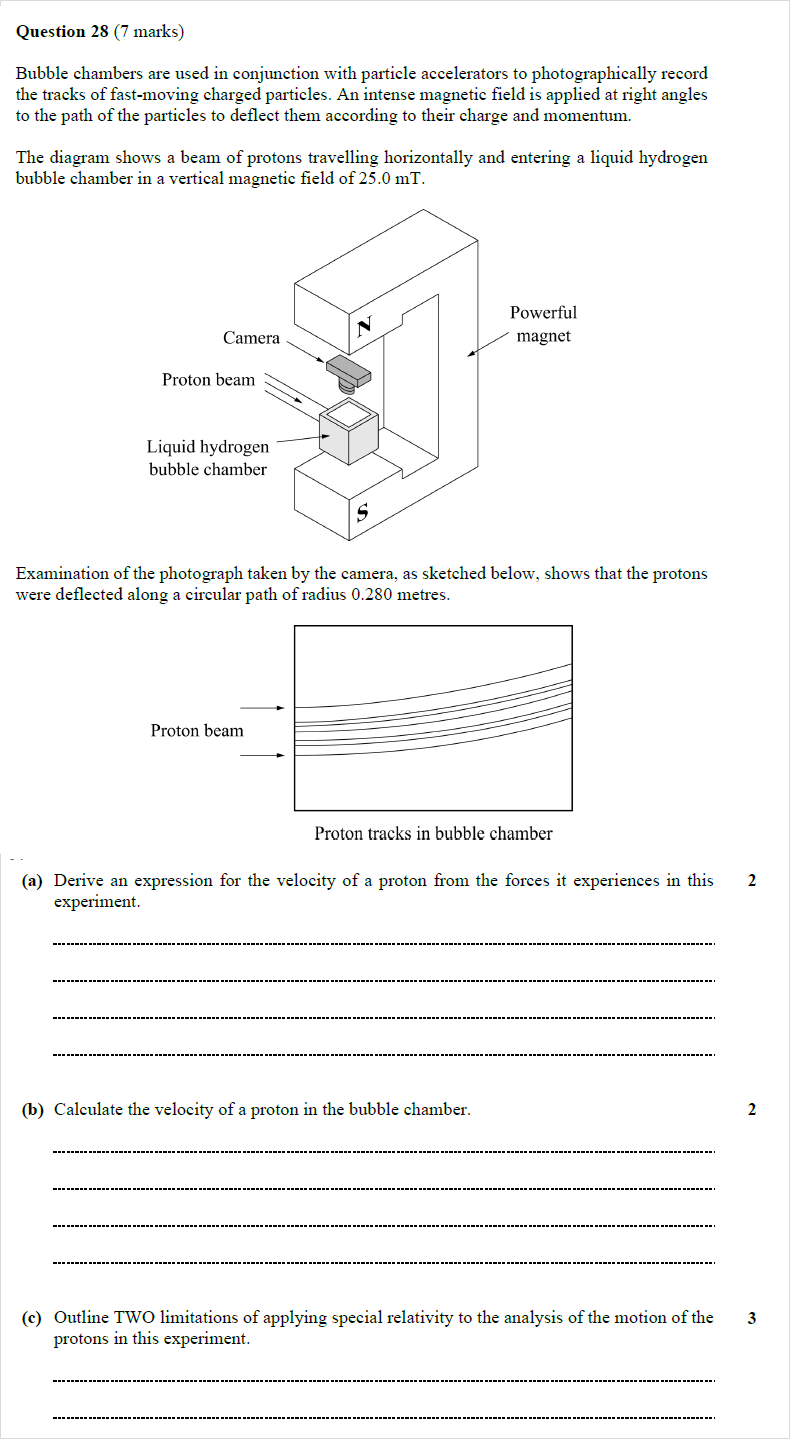 Question 28 (7 marks)
Bubble chambers are used in conjunction with particle accelerators to photographically record
the tracks of fast-moving charged particles. An intense magnetic field is applied at right angles
to the path of the particles to deflect them according to their charge and momentum.
The diagram shows a beam of protons travelling horizontally and entering a liquid hydrogen
bubble chamber in a vertical magnetic field of 25.0 mT.
N
Powerful
magnet
Camera
Proton beam
Liquid hydrogen
bubble chamber
S
Examination of the photograph taken by the camera, as sketched below, shows that the protons
were deflected along a circular path of radius 0.280 metres.
Proton beam
Proton tracks in bubble chamber
(a) Derive an expression for the velocity of a proton from the forces it experiences in this 2
experiment.
(b) Calculate the velocity of a proton in the bubble chamber. 2
(c) Outline TWO limitations of applying special relativity to the analysis of the motion of the 3
protons in this experiment.